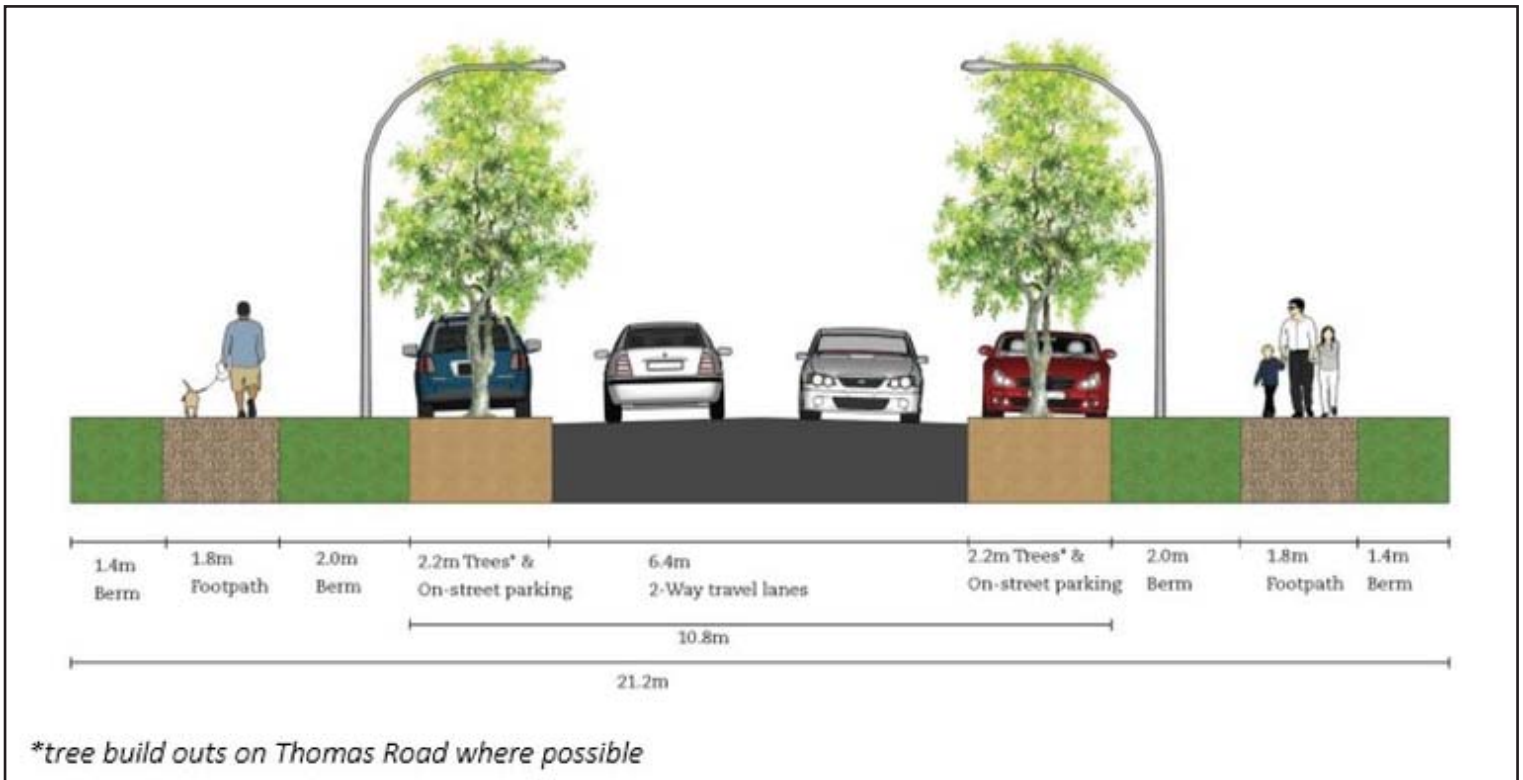 1.4m
Berm
1.8m
Footpath
2.0m
Berm
2.2m Trees* &
On-street parking
6.4m
2-Way travel lanes
2.2m Trees* &
On-street parking
2.0m
Berm
1.8m
Footpath
1.4m
Berm
10.8m
21.2m
*tree build outs on Thomas Road where possible